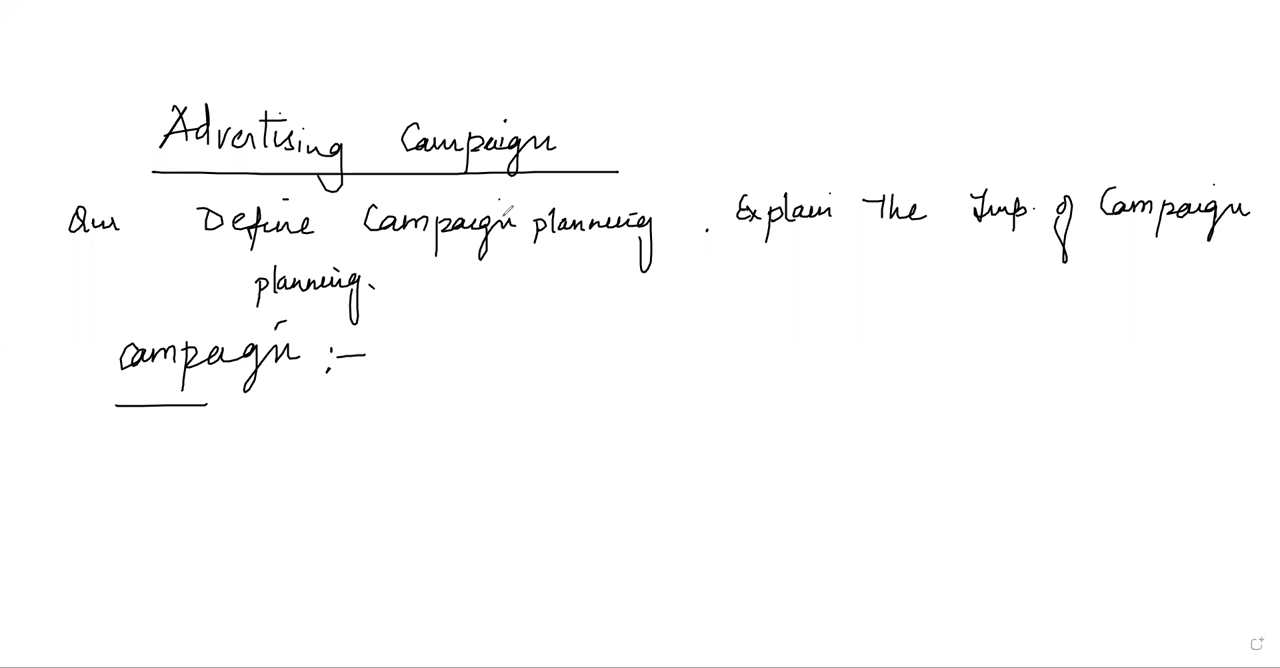 Advertising Campaign
Que Define Campaign planning. Explain the Imp. of Campaign
planning.
campaign :-